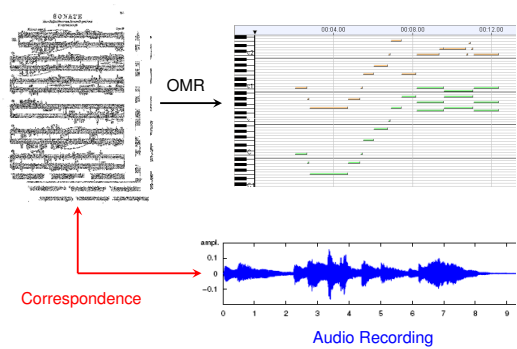 SONATE
OMR
00:04.00 00:08.00 00:12.00
ampl.
0.1
0
−0.1
0 1 2 3 4 5 6 7 8 9
Correspondence
Audio Recording